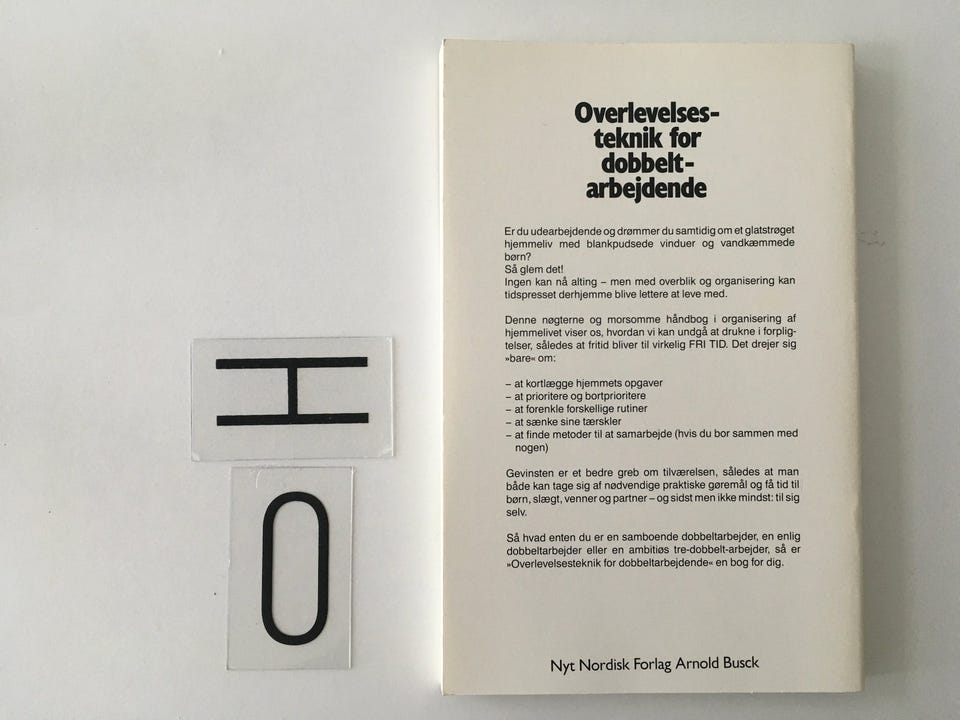 Overlevelses-
teknik for
dobbelt-
arbejdende
Er du udearbejdende og drømmer du samtidig om et glatstrøget
hjemmeliv med blankpudsede vinduer og vandkæmmede
børn?
Så glem det!
Ingen kan nå alting – men med overblik og organisering kan
tidspresset derhjemme blive lettere at leve med.
Denne nøgterne og morsomme håndbog i organisering af
hjemmelivet viser os, hvordan vi kan undgå at drukne i forplig-
telser, således at fritid bliver til virkelig FRI TID. Det drejer sig
»bare« om:
– at kortlægge hjemmets opgaver
– at prioritere og bortprioritere
– at forenkle forskellige rutiner
– at sænke sine tærskler
– at finde metoder til at samarbejde (hvis du bor sammen med
nogen)
Gevinsten er et bedre greb om tilværelsen, således at man
både kan tage sig af nødvendige praktiske gøremål og få tid til
børn, slægt, venner og partner – og sidst men ikke mindst: til sig
selv.
Så hvad enten du er en samboende dobbeltarbejder, en enlig
dobbeltarbejder eller en ambitiøs tre-dobbelt-arbejder, så er
»Overlevelsesteknik for dobbeltarbejdende« en bog for dig.
Nyt Nordisk Forlag Arnold Busck
H
O